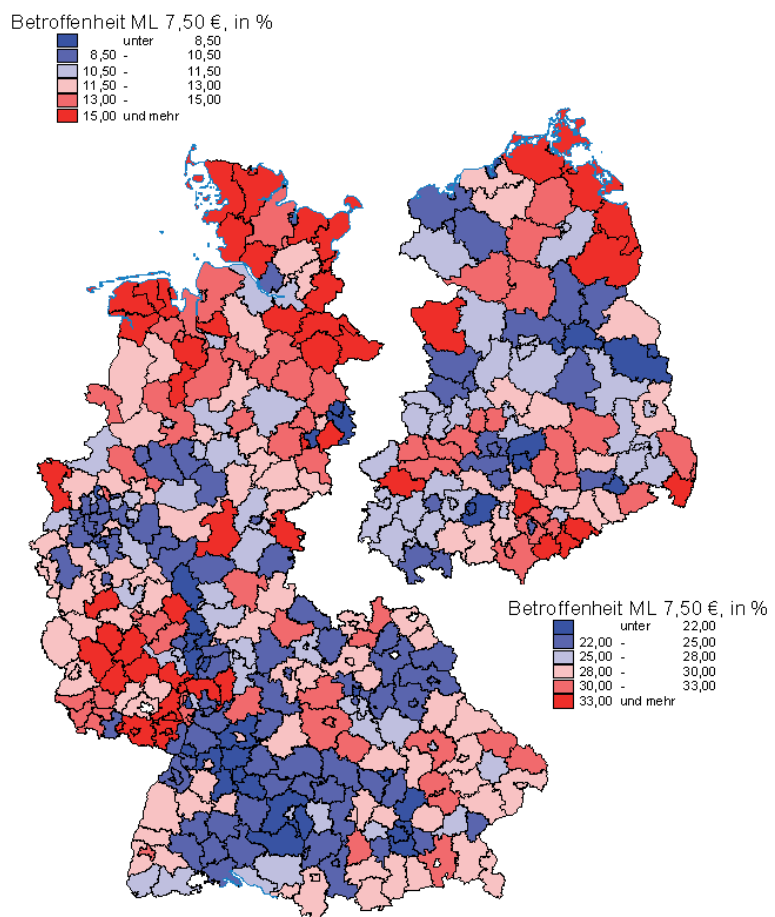 Betroffenheit ML 7,50 €, in %
unter 8,50
8,50 - 10,50
10,50 - 11,50
11,50 - 13,00
13,00 - 15,00
15,00 und mehr
Betroffenheit ML 7,50 €, in %
unter 22,00
22,00 - 25,00
25,00 - 28,00
28,00 - 30,00
30,00 - 33,00
33,00 und mehr